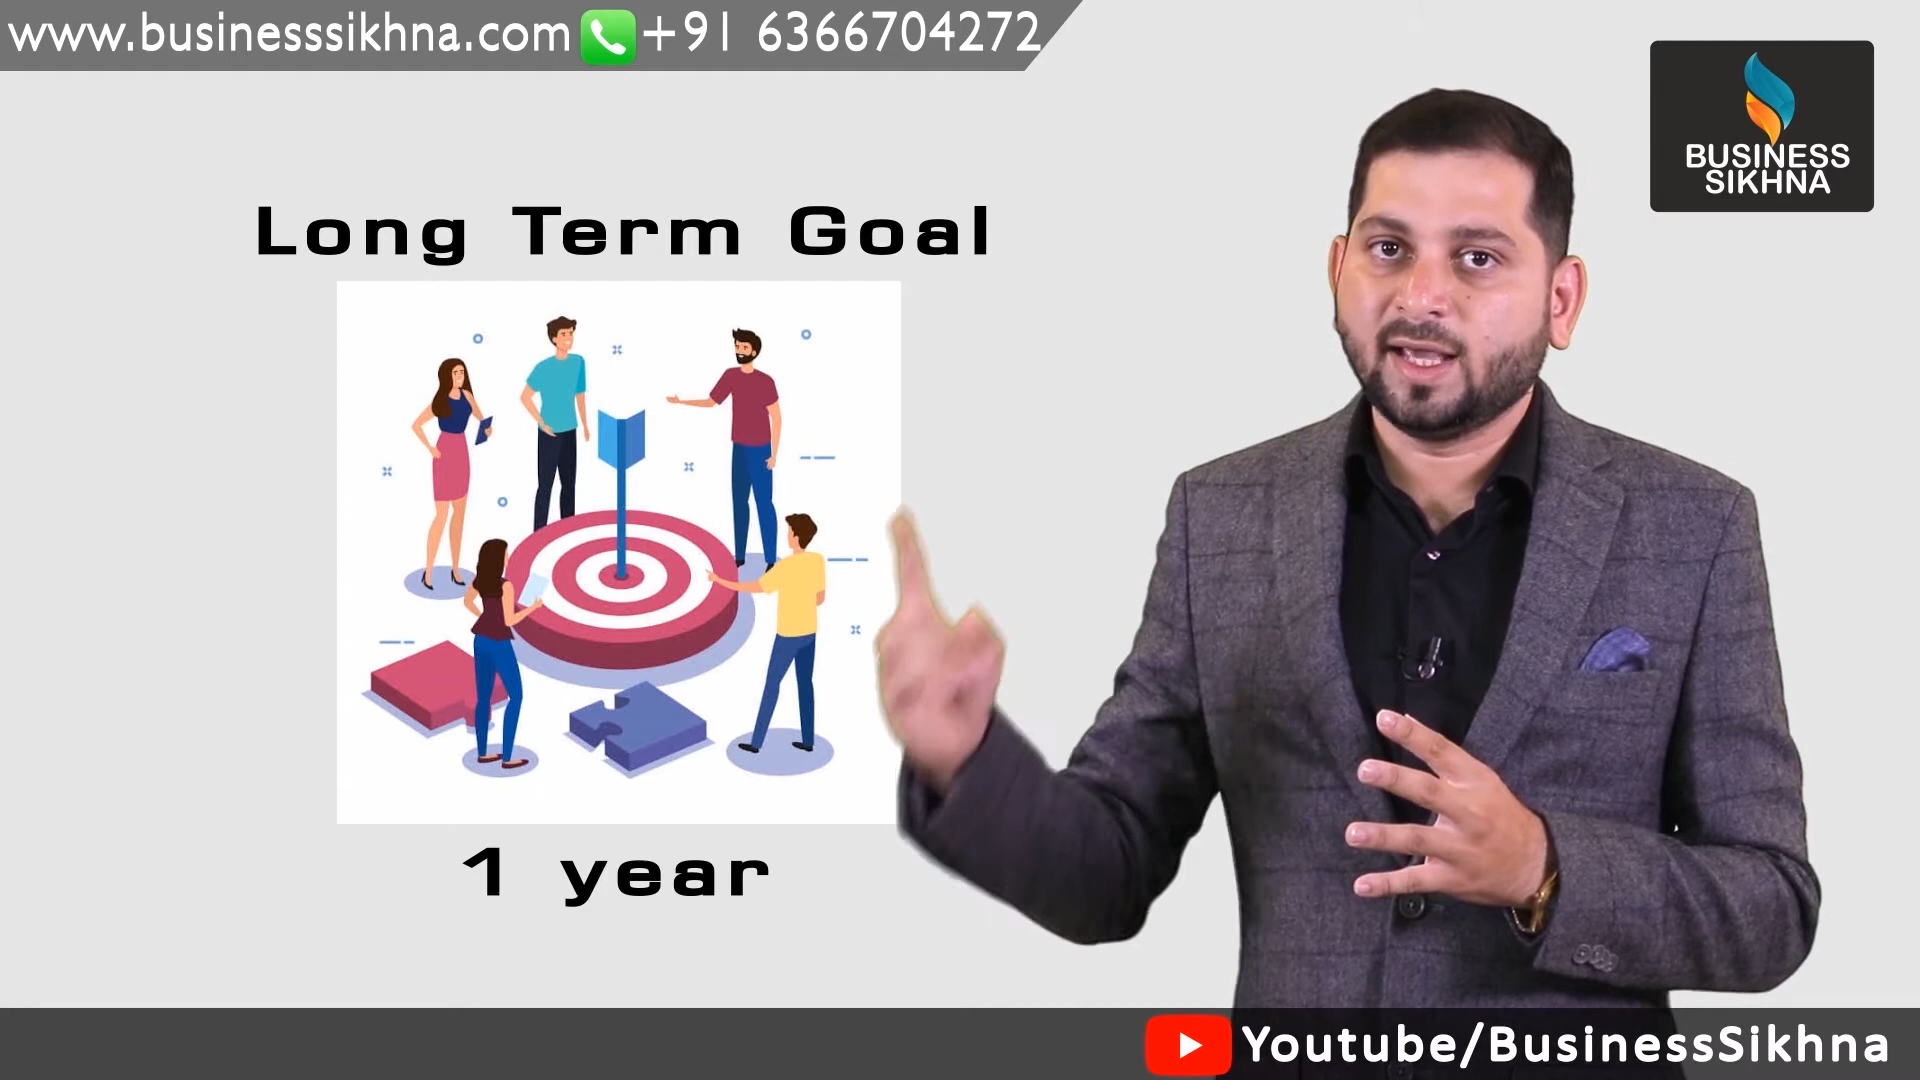 www.businesssikhna.com +91 6366704272
BUSINESS
SIKHNA
Long Term Goal
1 year
Youtube/BusinessSikhna